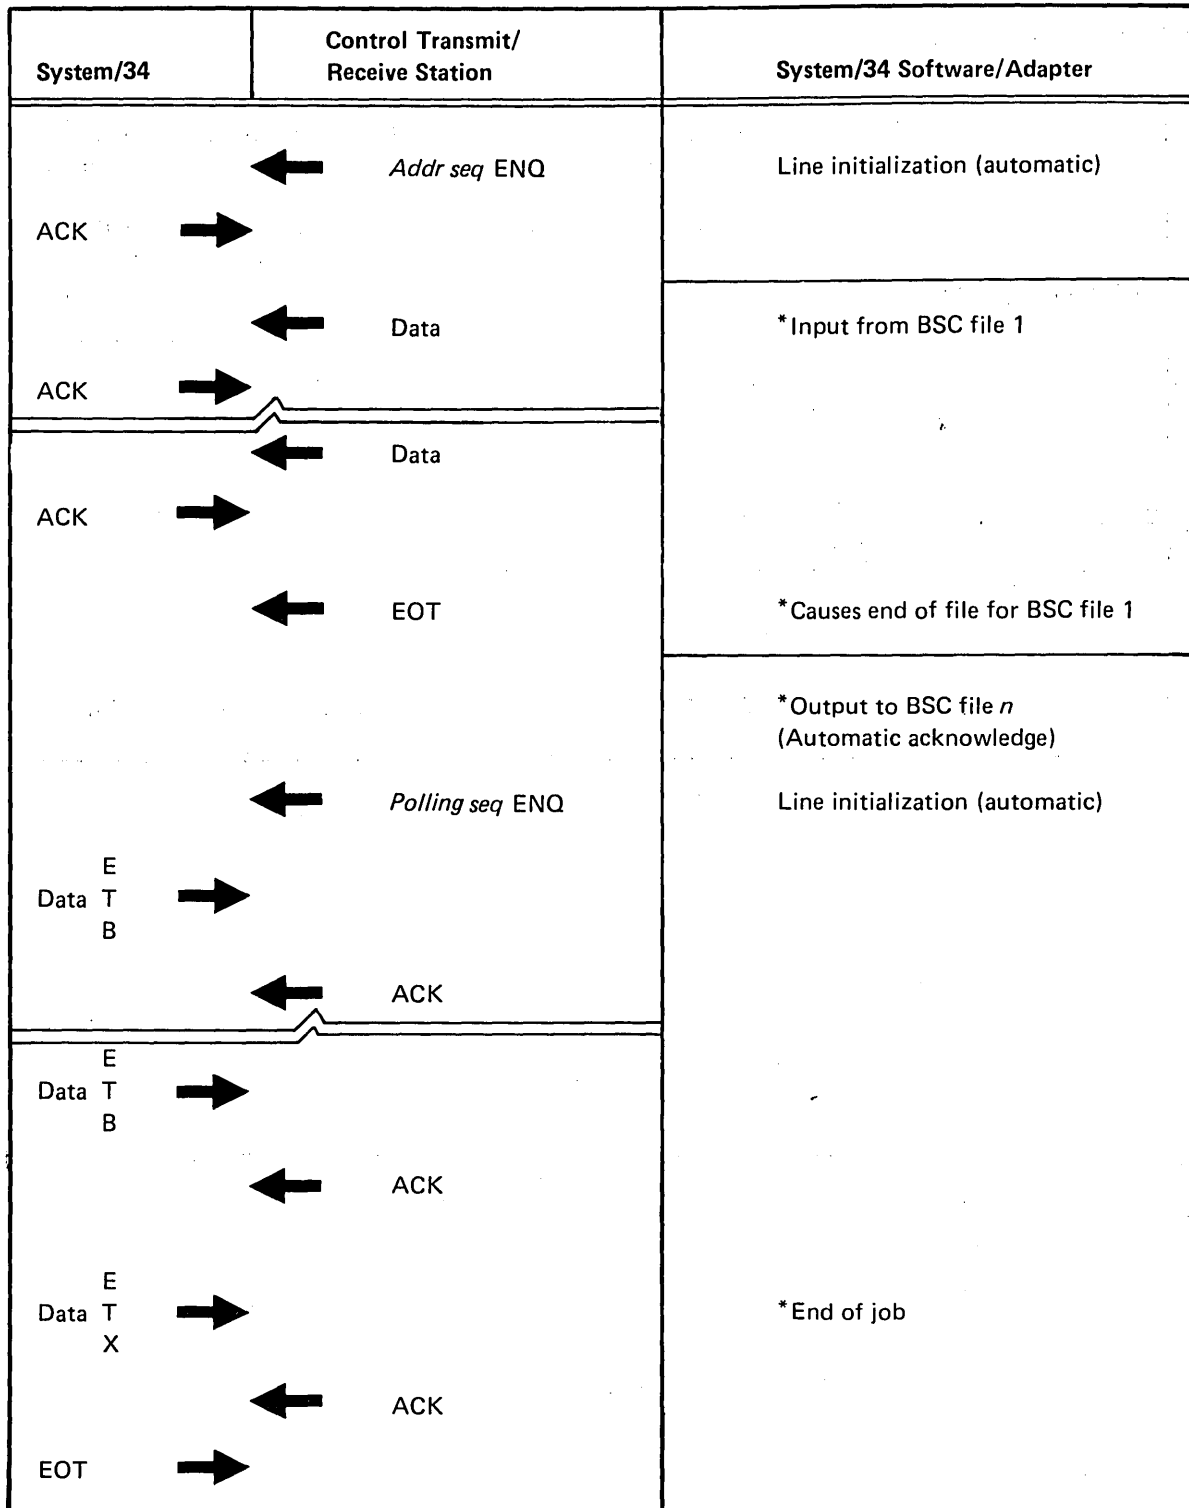 System/34
Control Transmit/
Receive Station
System/34 Software/Adapter
Addr seq ENQ
Line initialization (automatic)
ACK
Data
*Input from BSC file 1
ACK
Data
ACK
EOT
*Causes end of file for BSC file 1
*Output to BSC file n
(Automatic acknowledge)
Polling seq ENQ
Line initialization (automatic)
E
Data T
B
ACK
E
Data T
B
ACK
E
Data T
X
*End of job
ACK
EOT